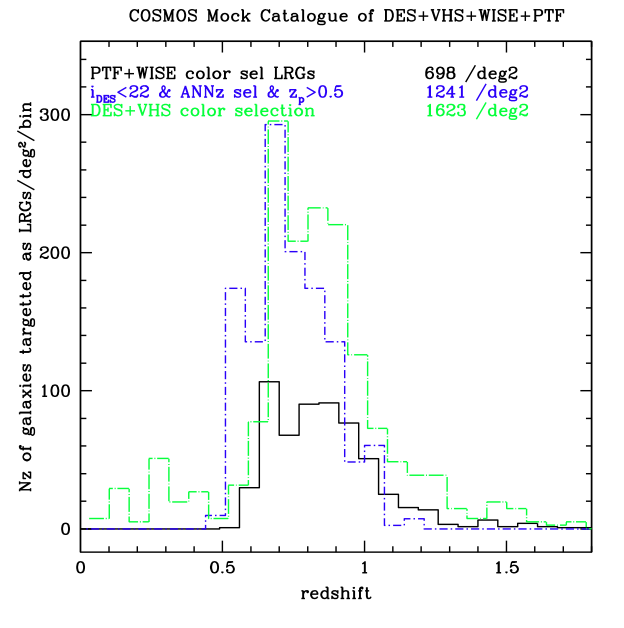 COSMOS Mock Catalogue of DES+VHS+WISE+PTF
PTF+WISE color sel LRGs 698 /deg2
i_DES<22 & ANNz sel & z_p>0.5 1241 /deg2
DES+VHS color selection 1623 /deg2
Nz of galaxies targetted as LRGs/deg²/bin
300
200
100
0
0 0.5 1 1.5
redshift